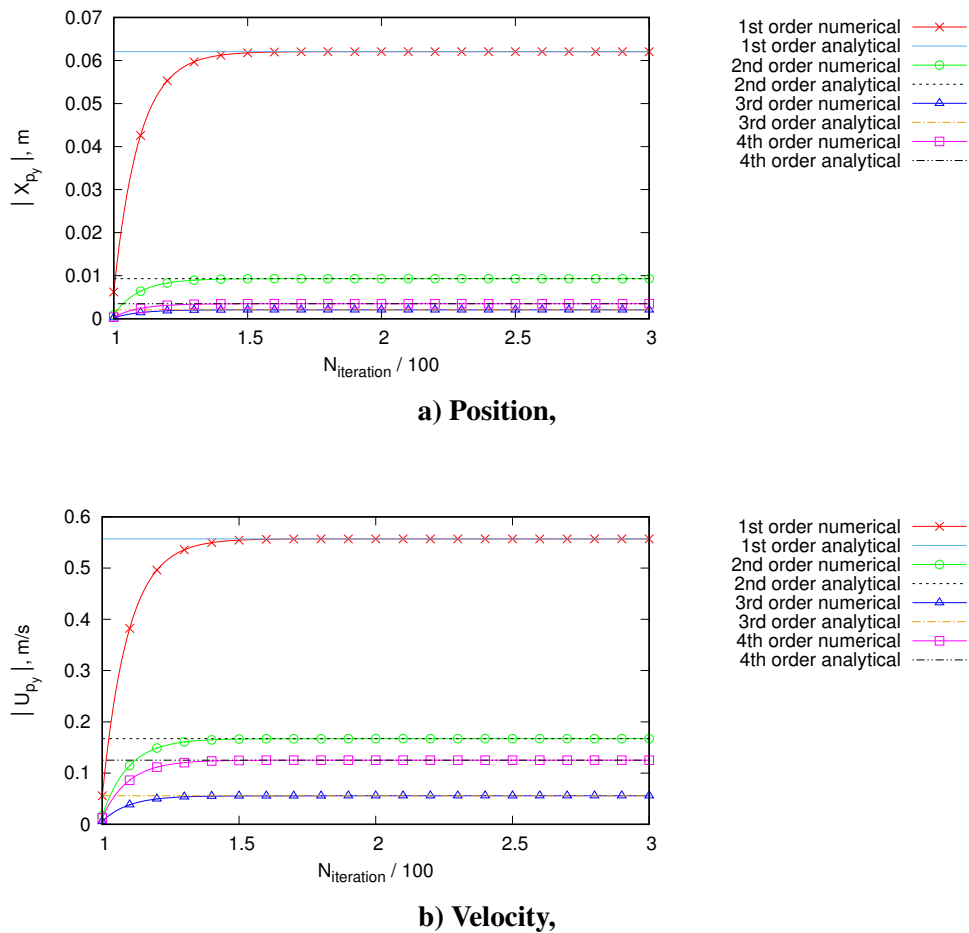 0.07
0.06
0.05
0.04
0.03
0.02
0.01
0
| X_{p_y} |, m
1 1.5 2 2.5 3
N_{iteration} / 100
1st order numerical
1st order analytical
2nd order numerical
2nd order analytical
3rd order numerical
3rd order analytical
4th order numerical
4th order analytical
a) Position,
0.6
0.5
0.4
0.3
0.2
0.1
0
| U_{p_y} |, m/s
1 1.5 2 2.5 3
N_{iteration} / 100
1st order numerical
1st order analytical
2nd order numerical
2nd order analytical
3rd order numerical
3rd order analytical
4th order numerical
4th order analytical
b) Velocity,